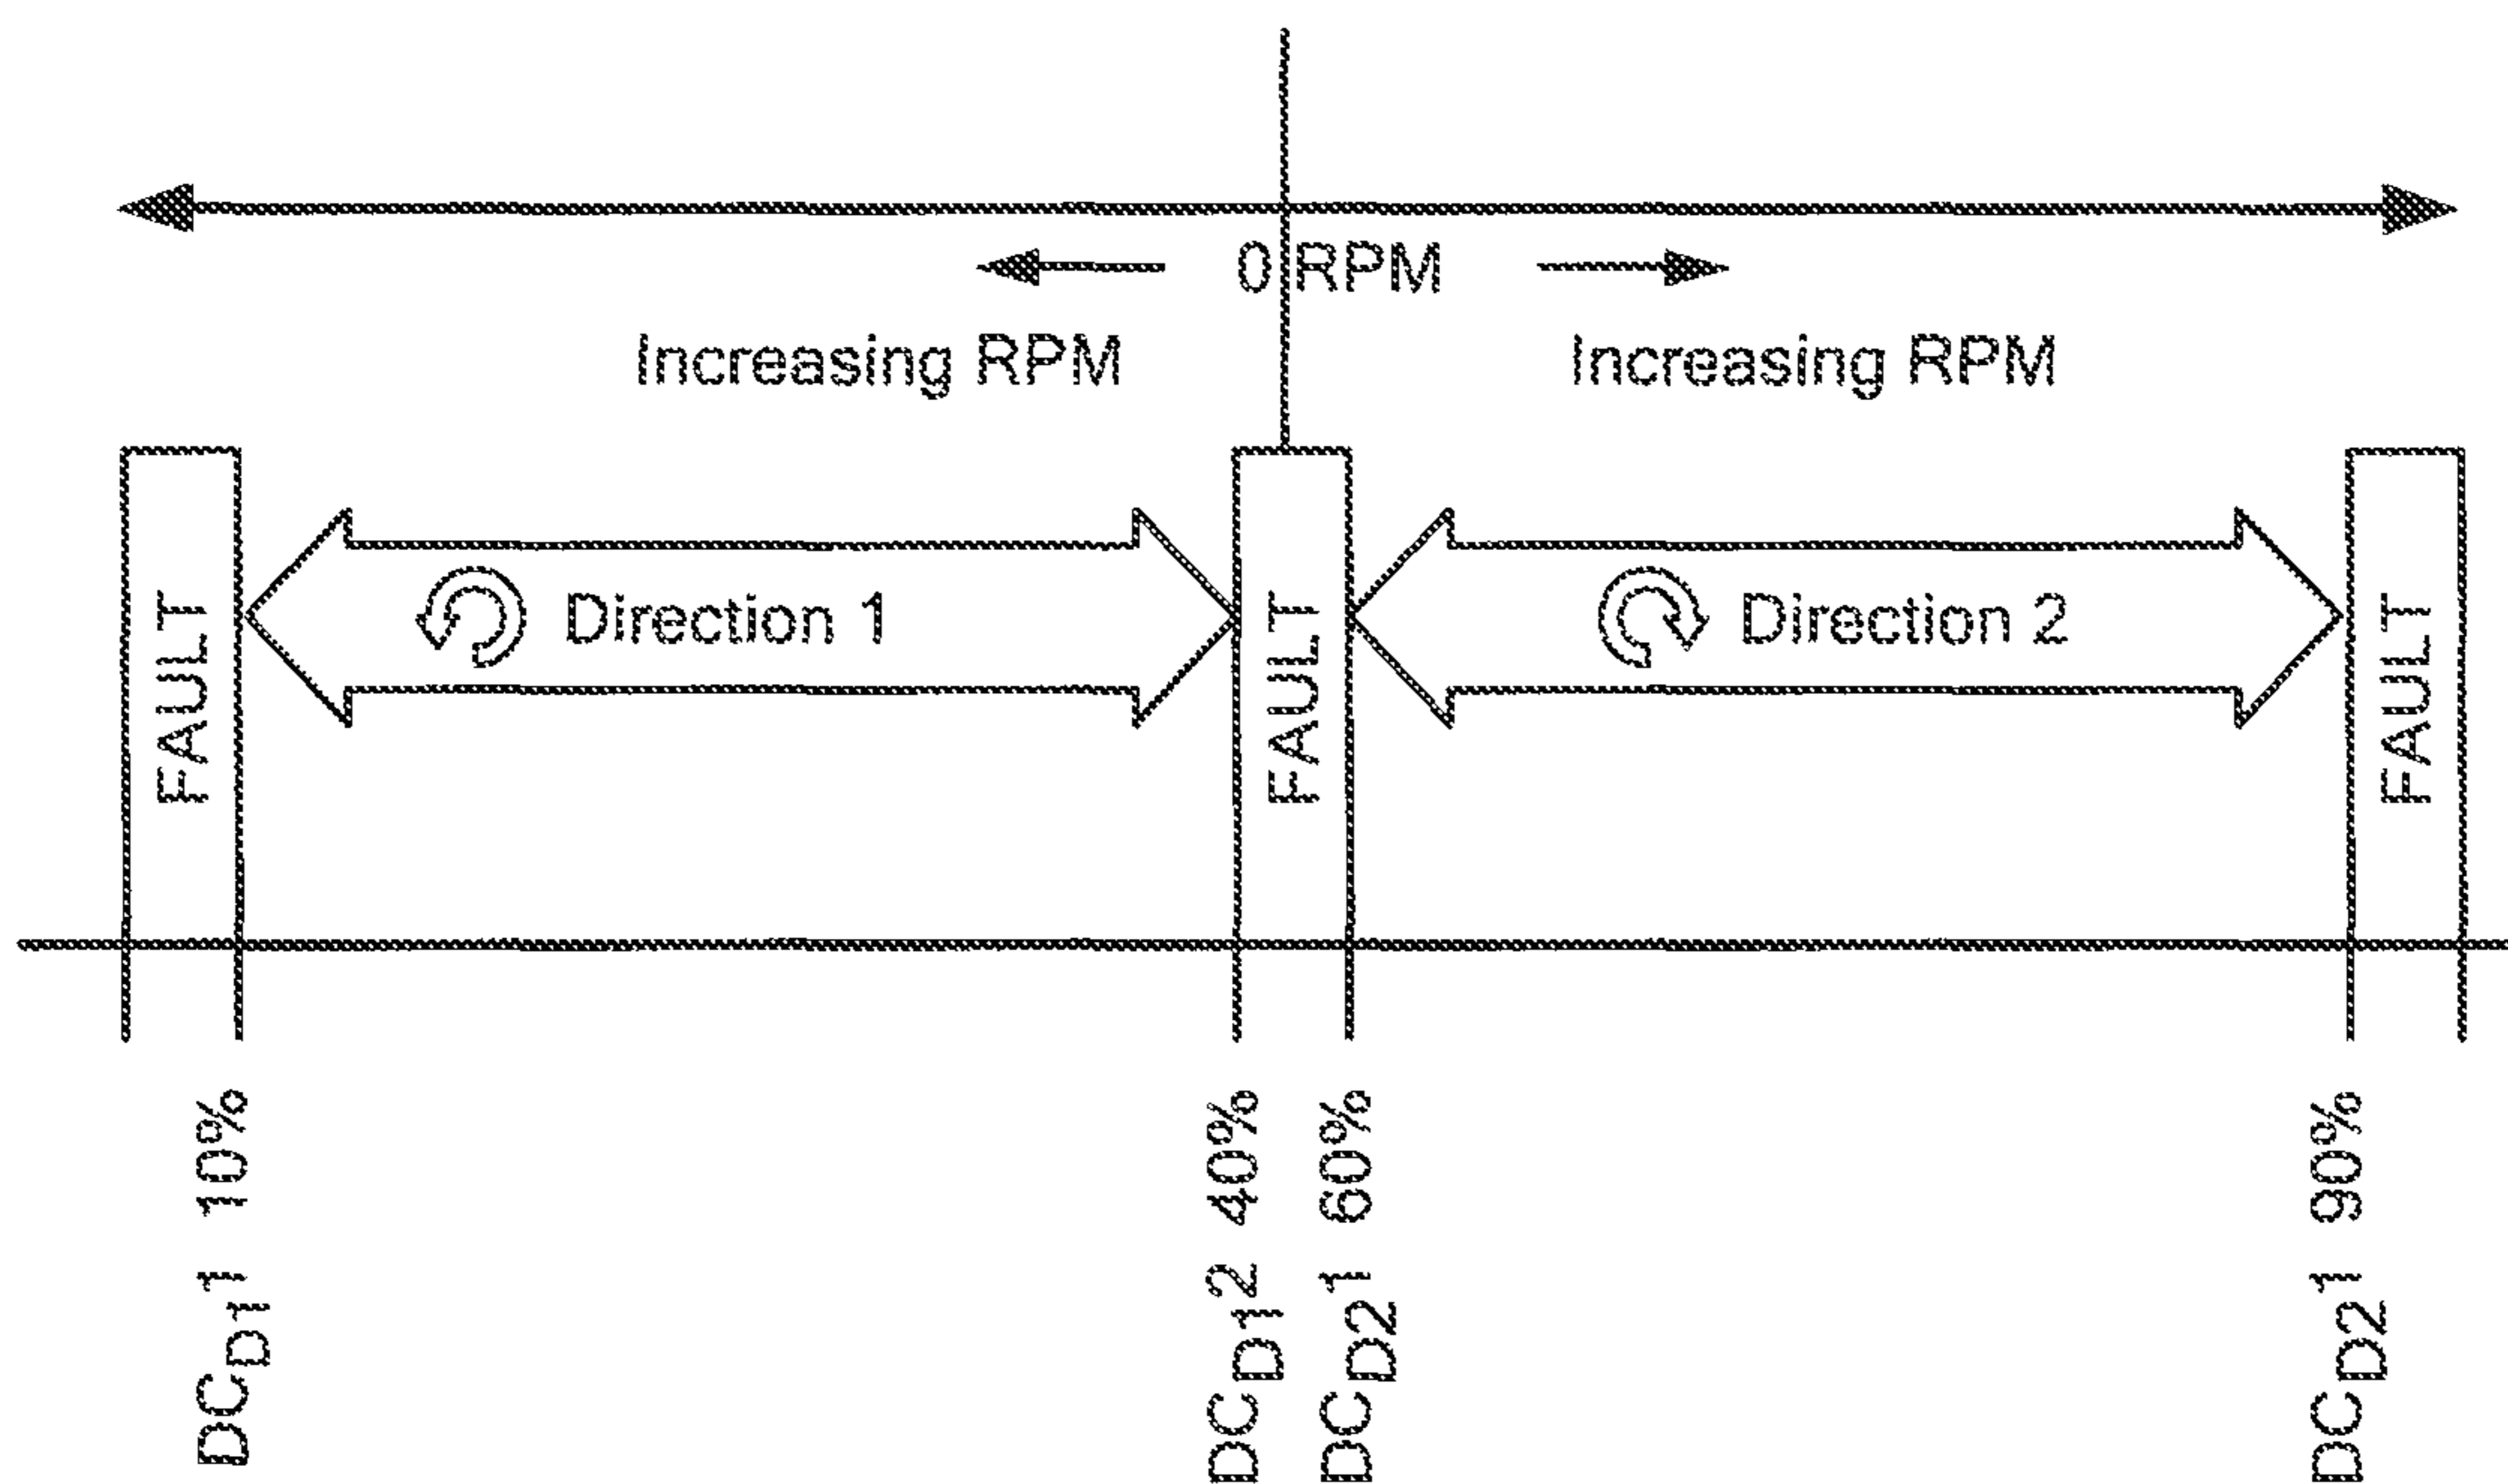 0 RPM
Increasing RPM
Increasing RPM
FAULT
Direction 1
FAULT
Direction 2
FAULT
DCD11 10%
DCD12 40%
DCD21 60%
DCD21 90%